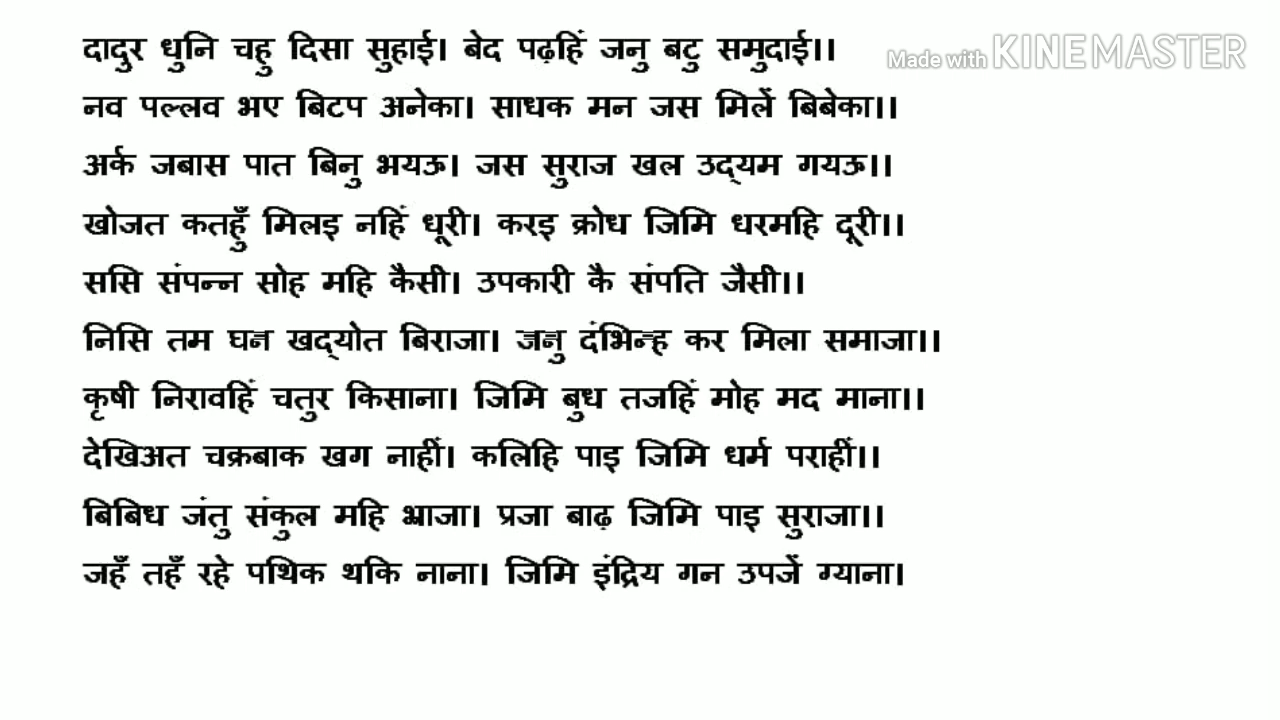 दादुर धुनि चहु दिसा सुहाई। बेद पढ़हिं जनु बटु समुदाई।।
Made with KINEMASTER
नव पल्लव भए बिटप अनेका। साधक मन जस मिलें बिबेका।।
अर्क जबास पात बिनु भयऊ। जस सुराज खल उद्यम गयऊ।।
खोजत कतहुँ मिलइ नहिं धूरी। करइ क्रोध जिमि धरमहि दूरी।।
ससि संपन्न सोह महि कैसी। उपकारी कै संपति जैसी।।
निसि तम घन खद्योत बिराजा। जनु दंभिन्ह कर मिला समाजा।।
कृषी निरावहिं चतुर किसाना। जिमि बुध तजहिं मोह मद माना।।
देखिअत चक्रबाक खग नाहीं। कलिहि पाइ जिमि धर्म पराहीं।।
बिबिध जंतु संकुल महि भ्राजा। प्रजा बाढ़ जिमि पाइ सुराजा।।
जहँ तहँ रहे पथिक थकि नाना। जिमि इंद्रिय गन उपजें ग्याना।